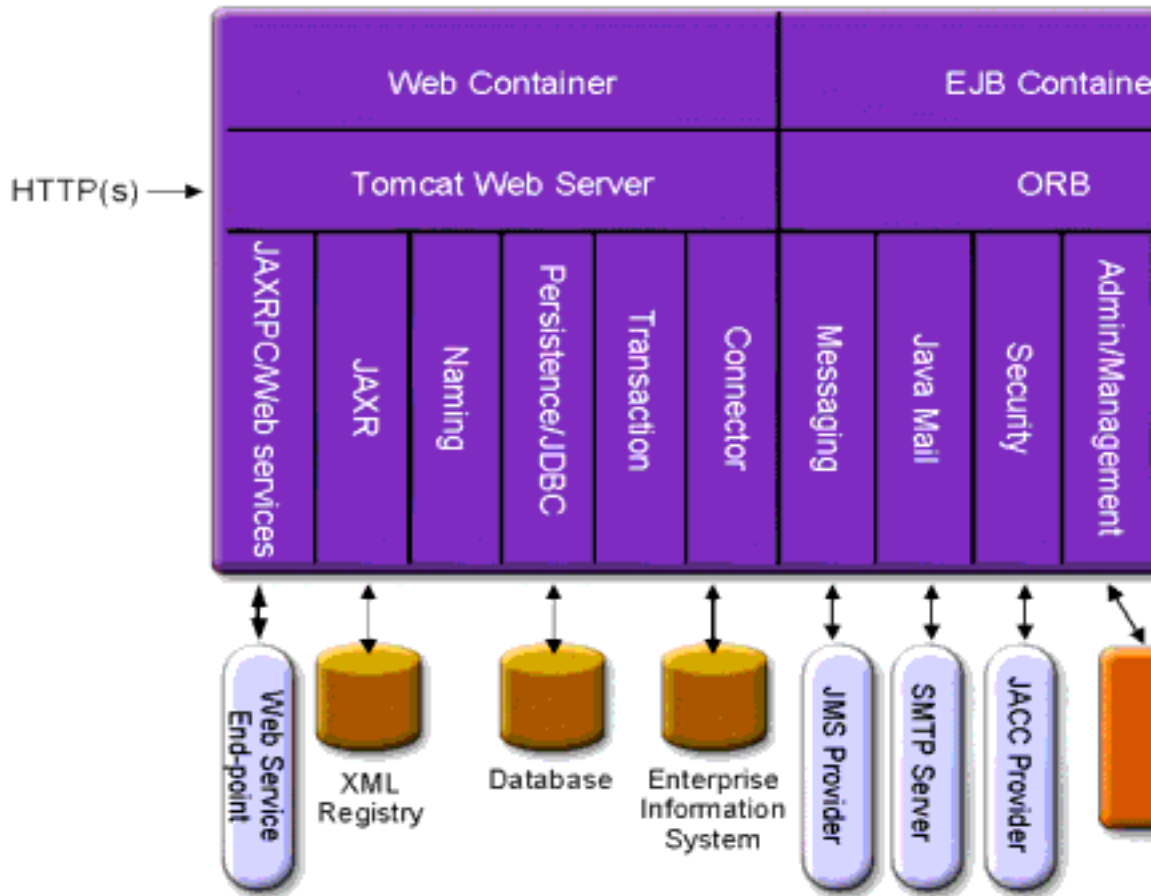 Web Container
EJB Containe
HTTP(s)
Tomcat Web Server
ORB
JAXRPC/Web services
JAXR
Naming
Persistence/JDBC
Transaction
Connector
Messaging
Java Mail
Security
Admin/Management
Web Service
End-point
XML
Registry
Database
Enterprise
Information
System
JMS Provider
SMTP Server
JACC Provider